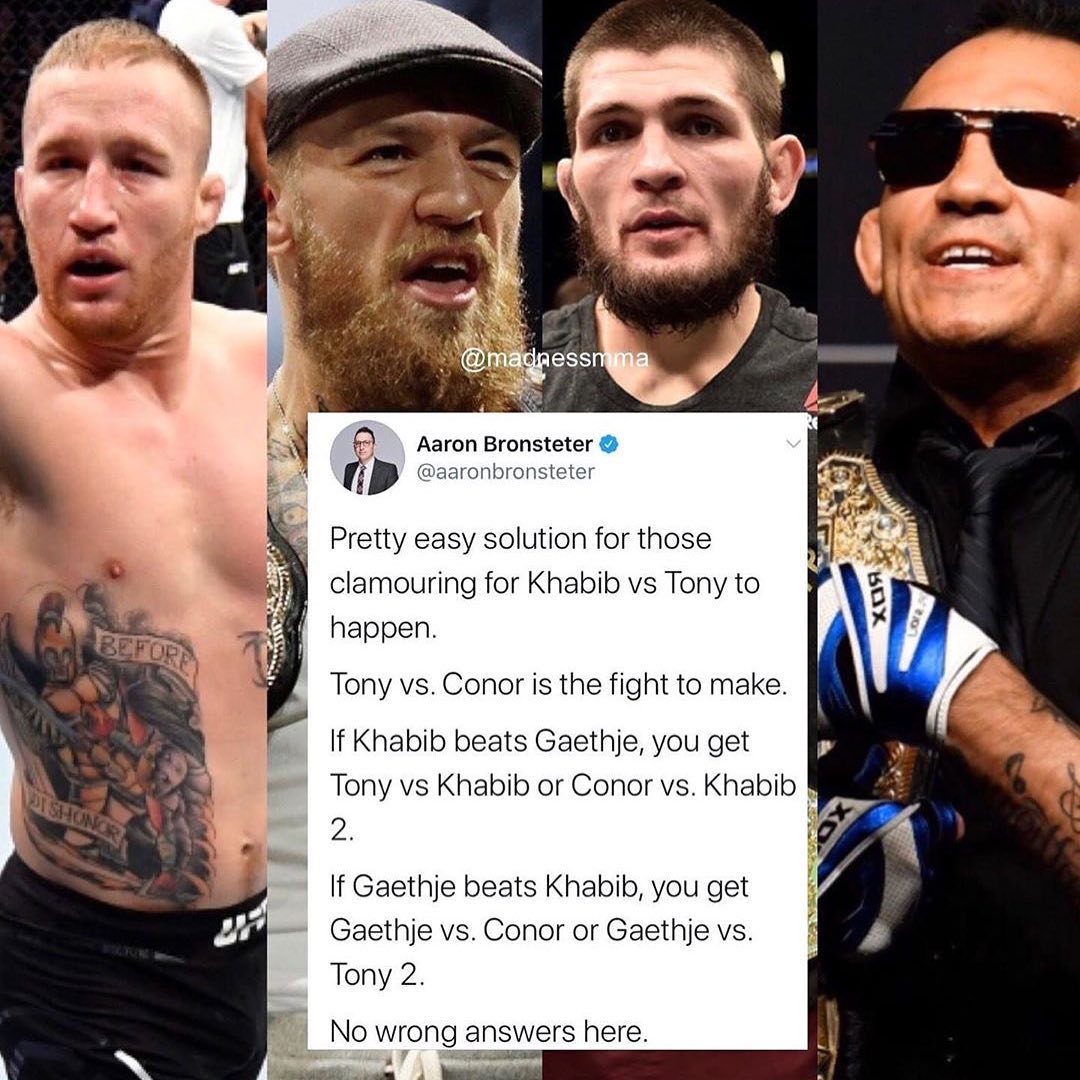 BEFORE
DISHONOR
UFC
@madnessmma
Aaron Bronsteter
@aaronbronsteter
Pretty easy solution for those
clamouring for Khabib vs Tony to
happen.
Tony vs. Conor is the fight to make.
If Khabib beats Gaethje, you get
Tony vs Khabib or Conor vs. Khabib
2.
If Gaethje beats Khabib, you get
Gaethje vs. Conor or Gaethje vs.
Tony 2.
No wrong answers here.